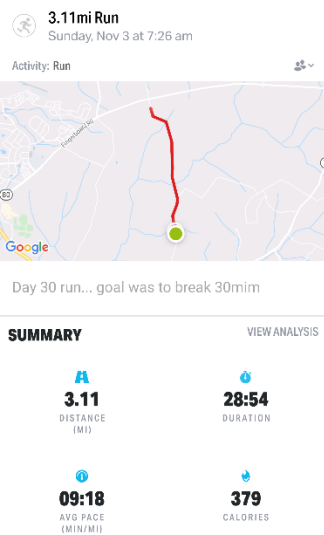 3.11mi Run
Sunday, Nov 3 at 7:26 am
Activity: Run
80
Google
Day 30 run... goal was to break 30mim
SUMMARY
VIEW ANALYSIS
3.11
DISTANCE
(MI)
28:54
DURATION
09:18
AVG PACE
(MIN/MI)
379
CALORIES